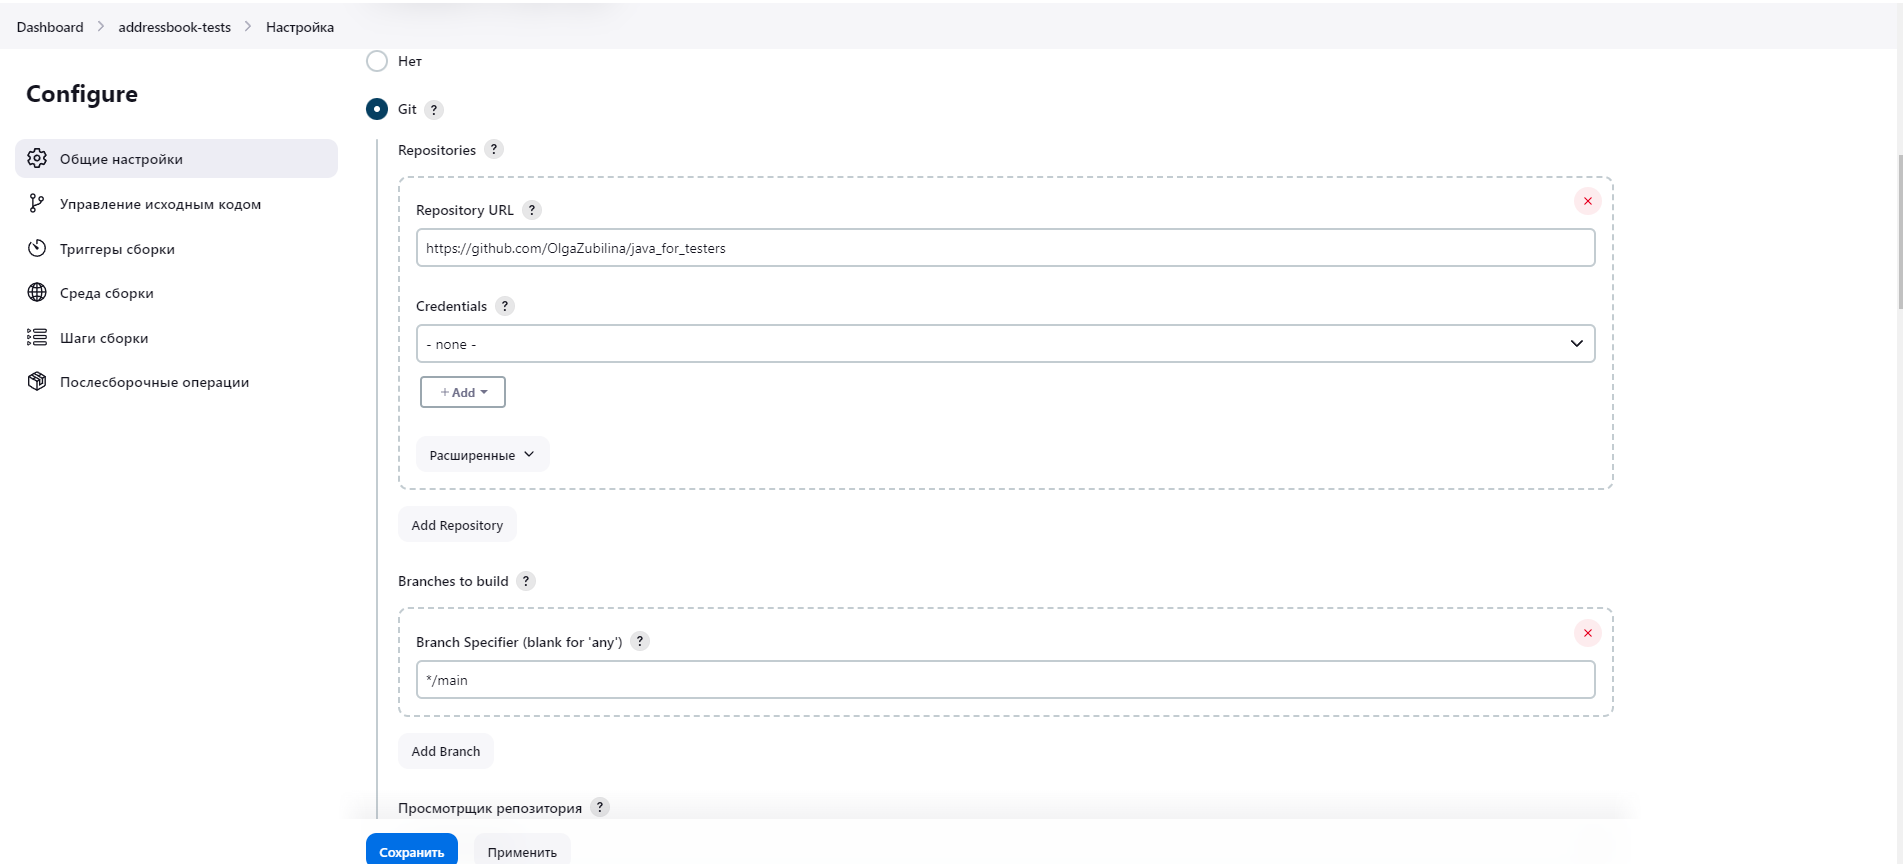 Dashboard > addressbook-tests > Настройка
Configure
Общие настройки
Управление исходным кодом
Триггеры сборки
Среда сборки
Шаги сборки
Послесборочные операции
Нет
Git ?
Repositories ?
Repository URL ?
https://github.com/OlgaZubilina/java_for_testers
Credentials ?
- none -
+ Add
Расширенные
Add Repository
Branches to build ?
Branch Specifier (blank for 'any') ?
*/main
Add Branch
Просмотрщик репозитория ?
Сохранить Применить